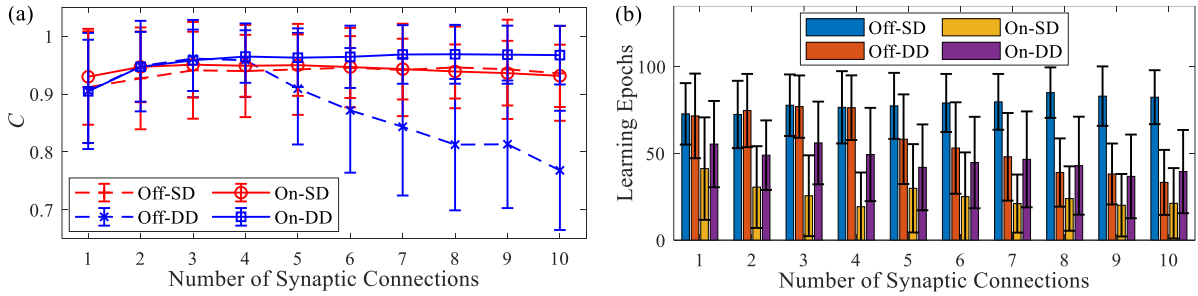 (a)
1
0.9
0.8
0.7
C
Off-SD On-SD
Off-DD On-DD
1 2 3 4 5 6 7 8 9 10
Number of Synaptic Connections
(b)
100
50
0
Learning Epochs
Off-SD On-SD
Off-DD On-DD
1 2 3 4 5 6 7 8 9 10
Number of Synaptic Connections